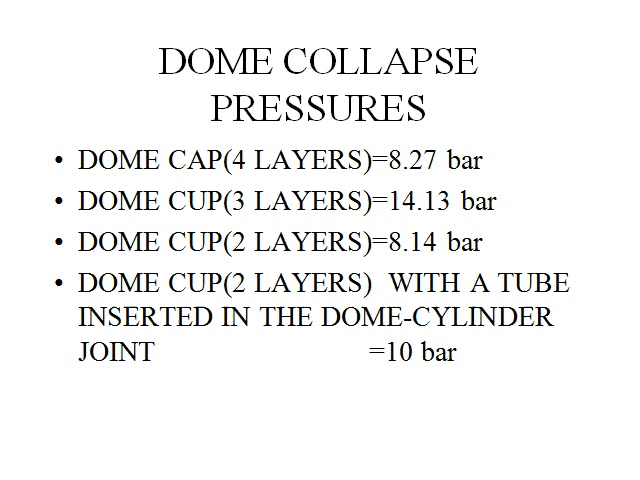 DOME COLLAPSE
PRESSURES
• DOME CAP(4 LAYERS)=8.27 bar
• DOME CUP(3 LAYERS)=14.13 bar
• DOME CUP(2 LAYERS)=8.14 bar
• DOME CUP(2 LAYERS)  WITH A TUBE
INSERTED IN THE DOME-CYLINDER
JOINT                              =10 bar